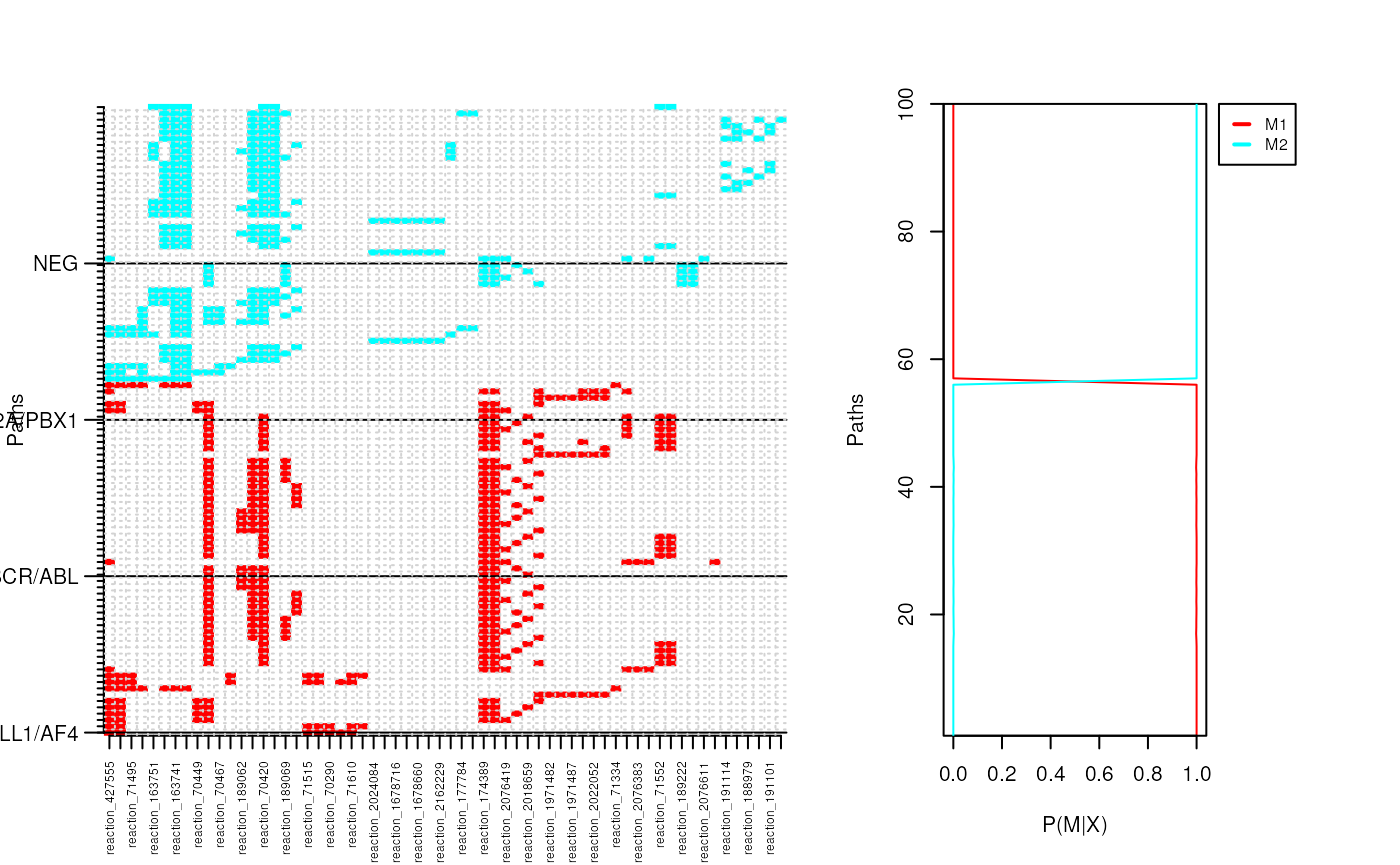 NEG
2A/PBX1
BCR/ABL
LL1/AF4
Paths
reaction_427555
reaction_71495
reaction_163751
reaction_163741
reaction_70449
reaction_70467
reaction_189062
reaction_70420
reaction_189069
reaction_71515
reaction_70290
reaction_71610
reaction_2024084
reaction_1678716
reaction_1678660
reaction_2162229
reaction_177784
reaction_174389
reaction_2076419
reaction_2018659
reaction_1971482
reaction_1971487
reaction_2022052
reaction_71334
reaction_2076383
reaction_71552
reaction_189222
reaction_2076611
reaction_191114
reaction_188979
reaction_191101
Paths
100
80
60
40
20
0.0 0.2 0.4 0.6 0.8 1.0
P(M|X)
M1
M2